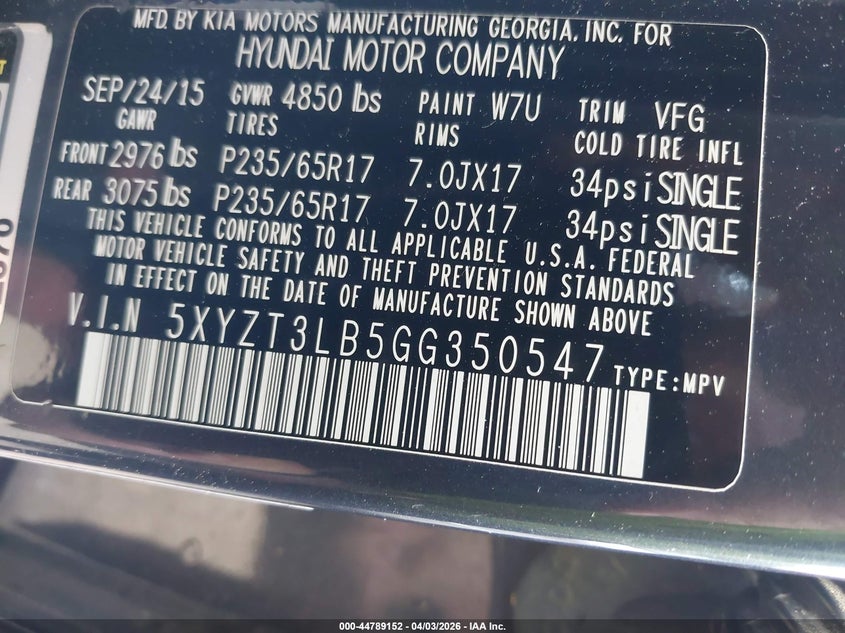 MFD. BY KIA MOTORS MANUFACTURING GEORGIA, INC. FOR
HYUNDAI MOTOR COMPANY
SEP/24/15 GVWR 4850 lbs PAINT W7U TRIM VFG
GAWR TIRES RIMS COLD TIRE INFL
FRONT 2976 lbs P235/65R17 7.0JX17 34psi SINGLE
REAR 3075 lbs P235/65R17 7.0JX17 34psi SINGLE
THIS VEHICLE CONFORMS TO ALL APPLICABLE U.S.A. FEDERAL
MOTOR VEHICLE SAFETY AND THEFT PREVENTION STANDARDS
IN EFFECT ON THE DATE OF MANUFACTURE SHOWN ABOVE
V.I.N 5XYZT3LB5GG350547 TYPE:MPV
000-44789152 - 04/03/2026 - IAA Inc.